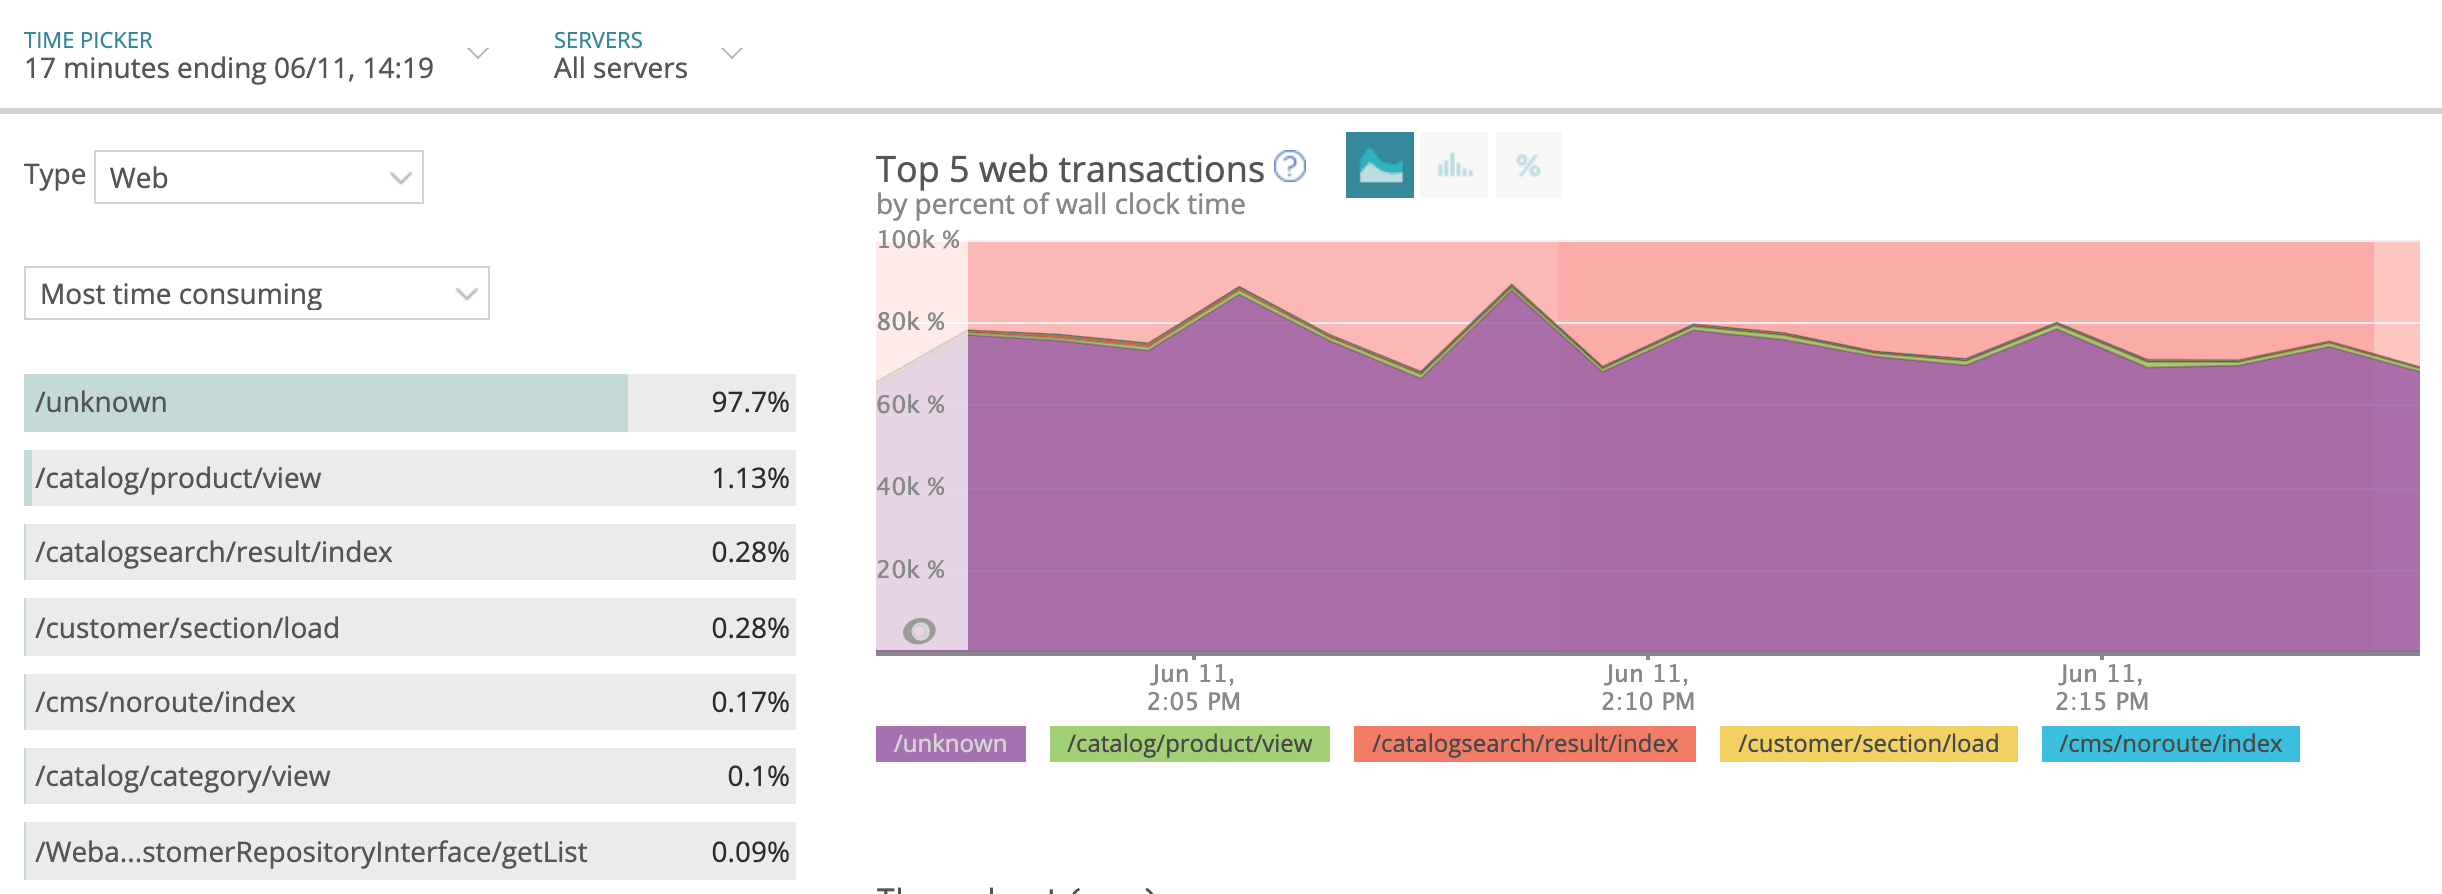 TIME PICKER
17 minutes ending 06/11, 14:19
SERVERS
All servers
Type
Web
Most time consuming
/unknown 97.7%
/catalog/product/view 1.13%
/catalogsearch/result/index 0.28%
/customer/section/load 0.28%
/cms/noroute/index 0.17%
/catalog/category/view 0.1%
/Weba...stomerRepositoryInterface/getList 0.09%
Top 5 web transactions ?
%
by percent of wall clock time
100k %
80k %
60k %
40k %
20k %
Jun 11,
2:05 PM
Jun 11,
2:10 PM
Jun 11,
2:15 PM
/unknown /catalog/product/view /catalogsearch/result/index /customer/section/load /cms/noroute/index